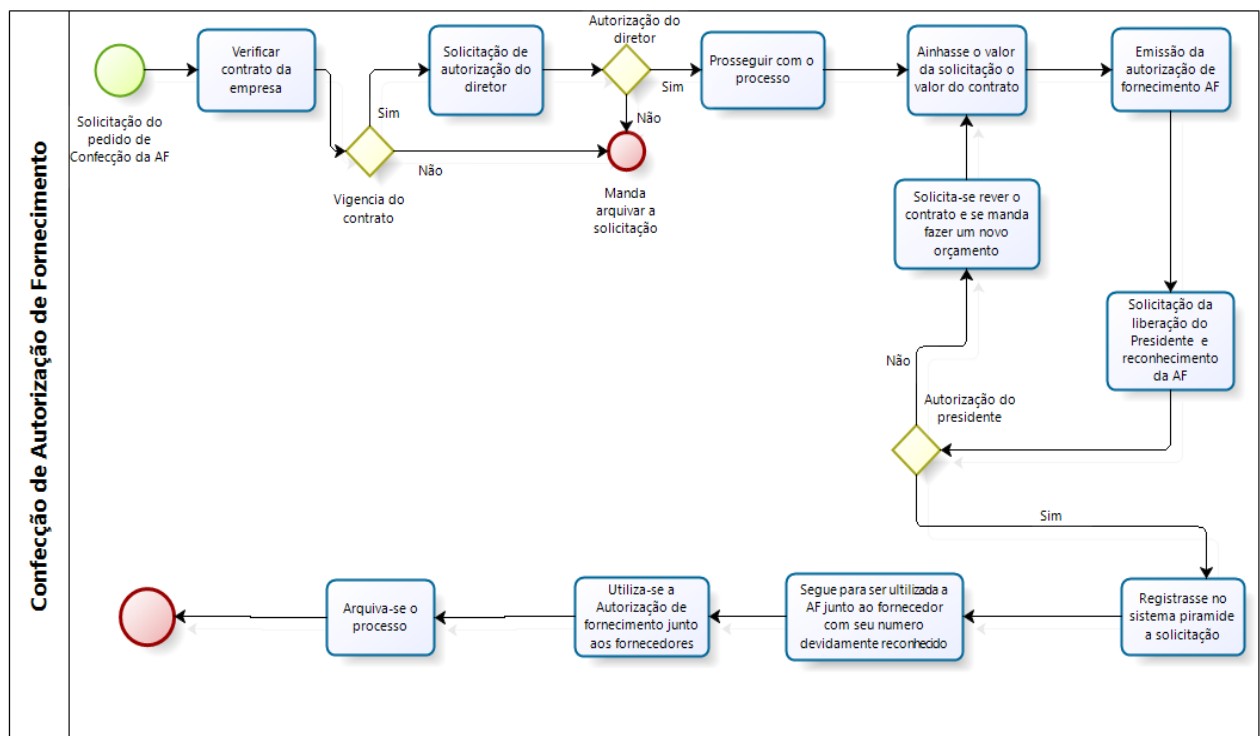 Confecção de Autorização de Fornecimento
Solicitação do
pedido de
Confecção da AF
Verificar
contrato da
empresa
Vigencia do
contrato
Sim
Não
Solicitação de
autorização do
diretor
Autorização do
diretor
Sim
Não
Manda
arquivar a
solicitação
Prosseguir com o
processo
Ainhasse o valor
da solicitação o
valor do contrato
Emissão da
autorização de
fornecimento AF
Solicita-se rever o
contrato e se manda
fazer um novo
orçamento
Solicitação da
liberação do
Presidente e
reconhecimento
da AF
Não
Autorização do
presidente
Sim
Registrasse no
sistema piramide
a solicitação
Segue para ser ultilizada a
AF junto ao fornecedor
com seu numero
devidamente reconhecido
Utiliza-se a
Autorização de
fornecimento junto
aos fornecedores
Arquiva-se o
processo